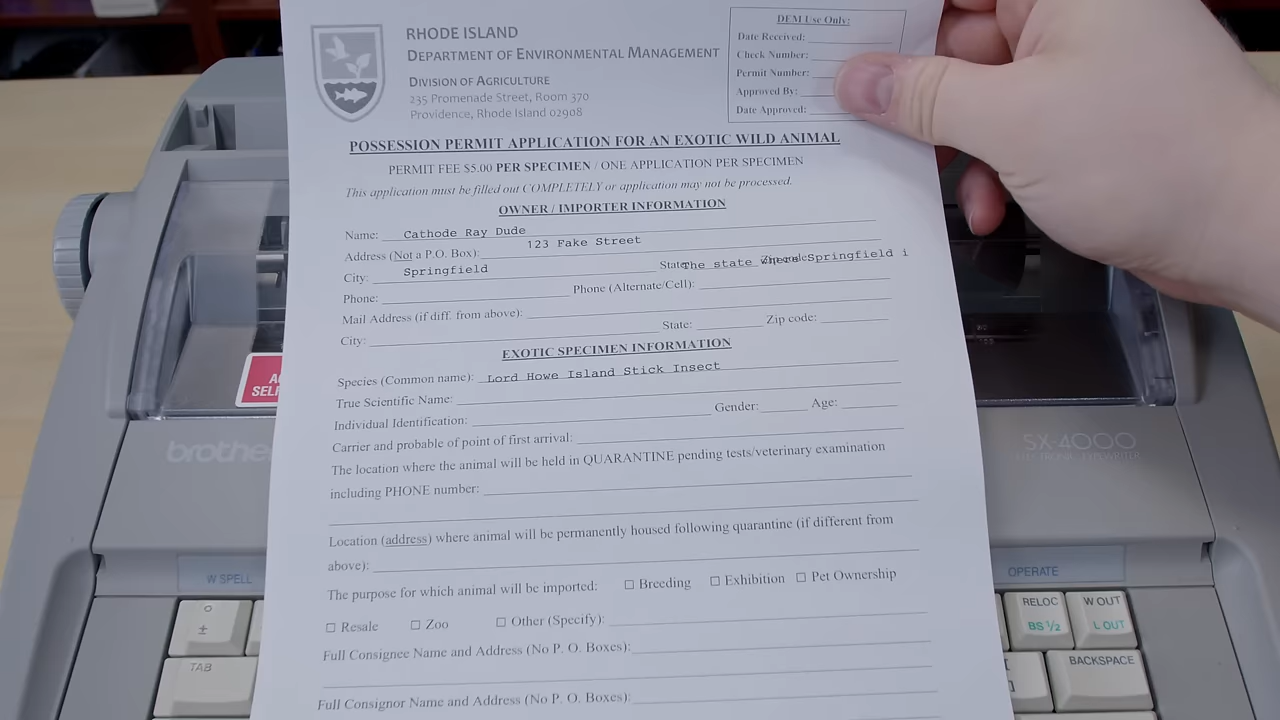 RHODE ISLAND
DEPARTMENT OF ENVIRONMENTAL MANAGEMENT
DIVISION OF AGRICULTURE
235 Promenade Street, Room 370
Providence, Rhode Island 02908
DEM Use Only:
Date Received:
Check Number:
Permit Number:
Approved By:
Date Approved:
POSSESSION PERMIT APPLICATION FOR AN EXOTIC WILD ANIMAL
PERMIT FEE $5.00 PER SPECIMEN / ONE APPLICATION PER SPECIMEN
This application must be filled out COMPLETELY or application may not be processed.
OWNER / IMPORTER INFORMATION
Name: Cathode Ray Dude
Address (Not a P.O. Box): 123 Fake Street
City: Springfield State: The state where Springfield i
Phone: Phone (Alternate/Cell):
Mail Address (if diff. from above):
City: State: Zip code:
EXOTIC SPECIMEN INFORMATION
Species (Common name): Lord Howe Island Stick Insect
True Scientific Name:
Individual Identification: Gender: Age:
Carrier and probable of point of first arrival:
The location where the animal will be held in QUARANTINE pending tests/veterinary examination
including PHONE number:
Location (address) where animal will be permanently housed following quarantine (if different from
above):
The purpose for which animal will be imported: ☐ Breeding ☐ Exhibition ☐ Pet Ownership
☐ Resale ☐ Zoo ☐ Other (Specify):
Full Consignee Name and Address (No P. O. Boxes):
Full Consignor Name and Address (No P. O. Boxes):
brother
SX-4000
ELECTRONIC TYPEWRITER
W SPELL
OPERATE
TAB
RELOC
BS ½
W OUT
L OUT
BACKSPACE
±